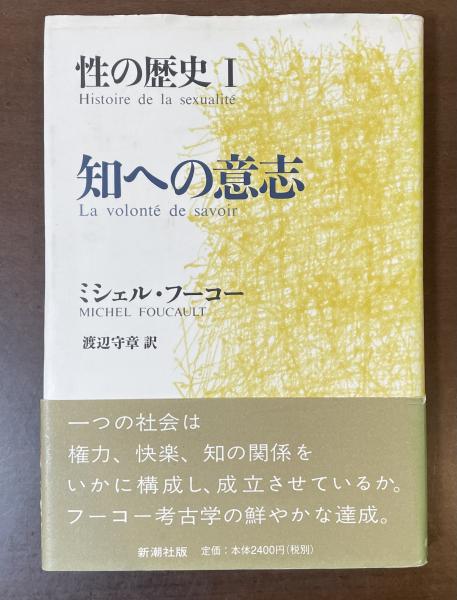 性の歴史 I
Histoire de la sexualité
知への意志
La volonté de savoir
ミシェル・フーコー
MICHEL FOUCAULT
渡辺守章 訳
一つの社会は
権力、快楽、知の関係を
いかに構成し、成立させているか。
フーコー考古学の鮮やかな達成。
新潮社版 定価：本体2400円（税別）